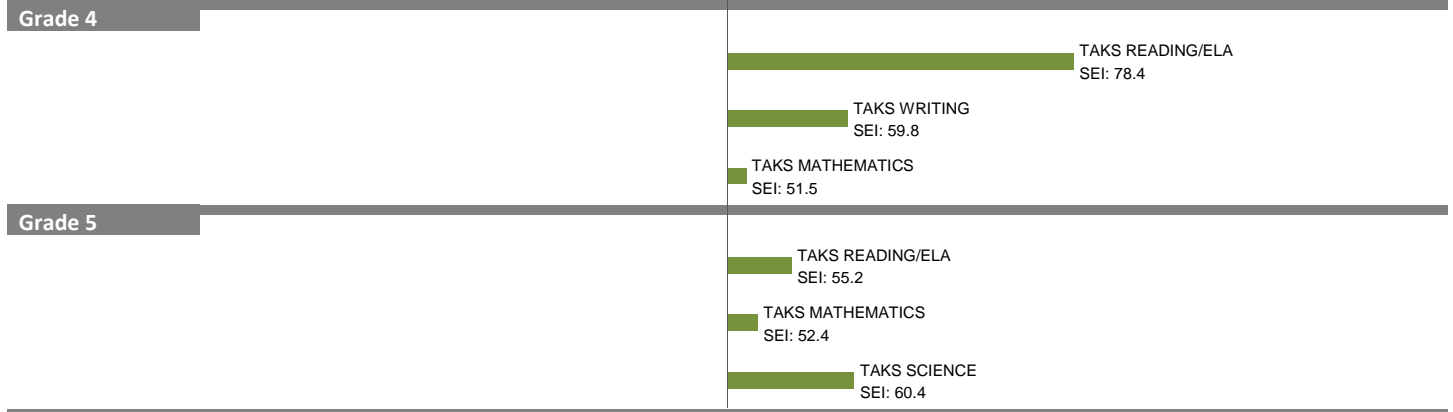 Grade 4
TAKS READING/ELA
SEI: 78.4
TAKS WRITING
SEI: 59.8
TAKS MATHEMATICS
SEI: 51.5
Grade 5
TAKS READING/ELA
SEI: 55.2
TAKS MATHEMATICS
SEI: 52.4
TAKS SCIENCE
SEI: 60.4